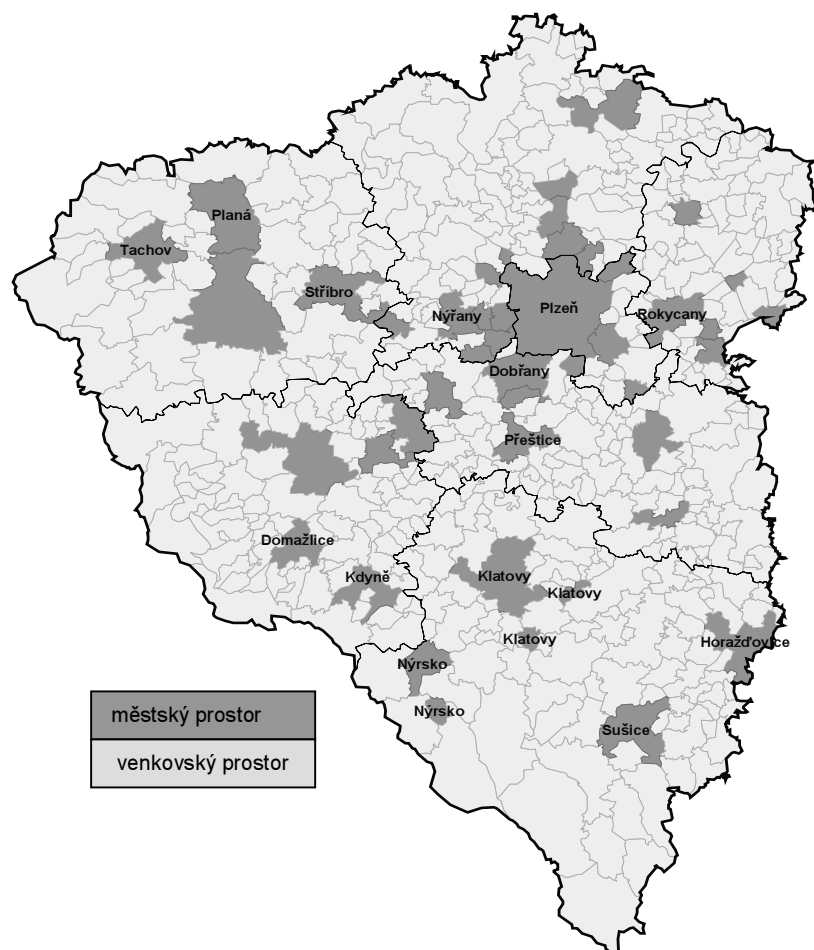 Planá
Tachov
Stříbro
Nýřany
Plzeň
Rokycany
Dobřany
Přeštice
Domažlice
Kdyně
Klatovy
Klatovy
Klatovy
Horažďovice
Nýrsko
Nýrsko
Sušice
městský prostor
venkovský prostor